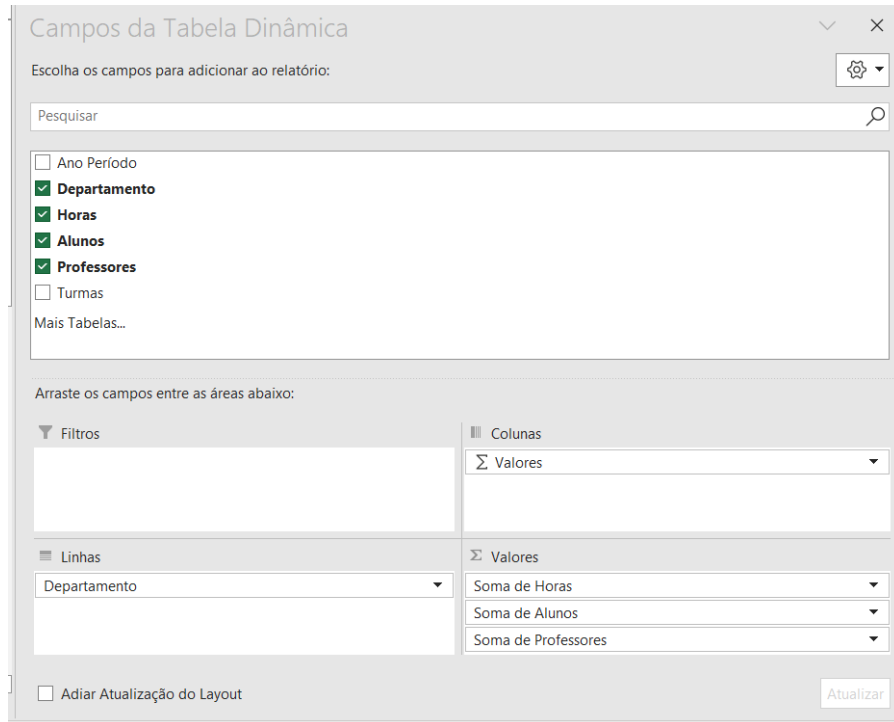 Campos da Tabela Dinâmica
Escolha os campos para adicionar ao relatório:
Pesquisar
Ano Período
Departamento
Horas
Alunos
Professores
Turmas
Mais Tabelas...
Arraste os campos entre as áreas abaixo:
Filtros
Colunas
Σ Valores
Linhas
Departamento
Σ Valores
Soma de Horas
Soma de Alunos
Soma de Professores
Adiar Atualização do Layout
Atualizar